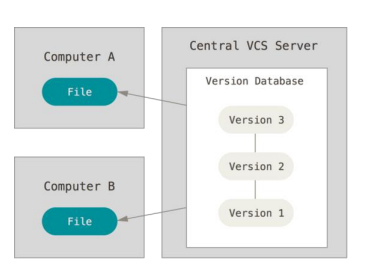 Computer A
File
Computer B
File
Central VCS Server
Version Database
Version 3
Version 2
Version 1